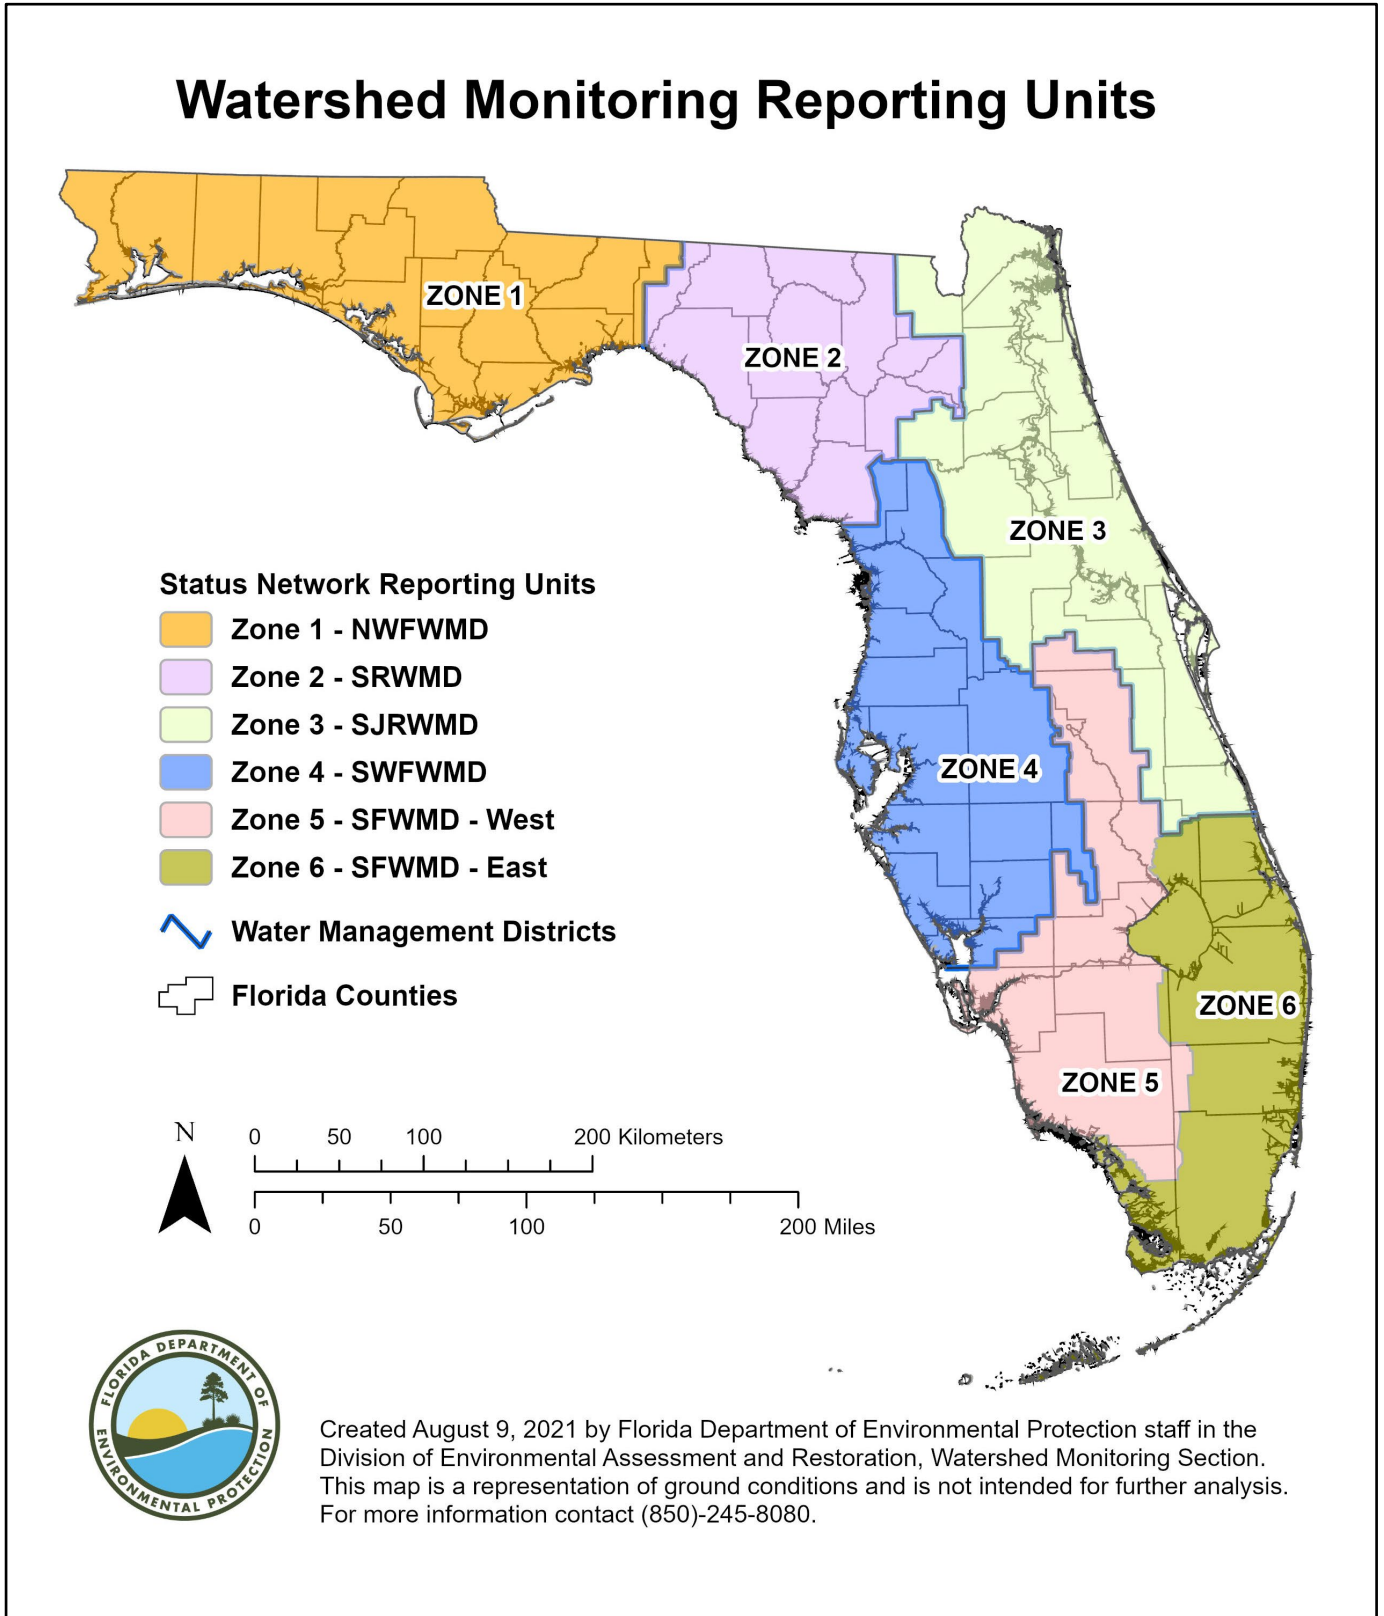 Watershed Monitoring Reporting Units
ZONE 1
ZONE 2
ZONE 3
ZONE 4
ZONE 5
ZONE 6
Status Network Reporting Units
Zone 1 - NWFWMD
Zone 2 - SRWMD
Zone 3 - SJRWMD
Zone 4 - SWFWMD
Zone 5 - SFWMD - West
Zone 6 - SFWMD - East
Water Management Districts
Florida Counties
N
0 50 100 200 Kilometers
0 50 100 200 Miles
FLORIDA DEPARTMENT OF
ENVIRONMENTAL PROTECTION
Created August 9, 2021 by Florida Department of Environmental Protection staff in the
Division of Environmental Assessment and Restoration, Watershed Monitoring Section.
This map is a representation of ground conditions and is not intended for further analysis.
For more information contact (850)-245-8080.